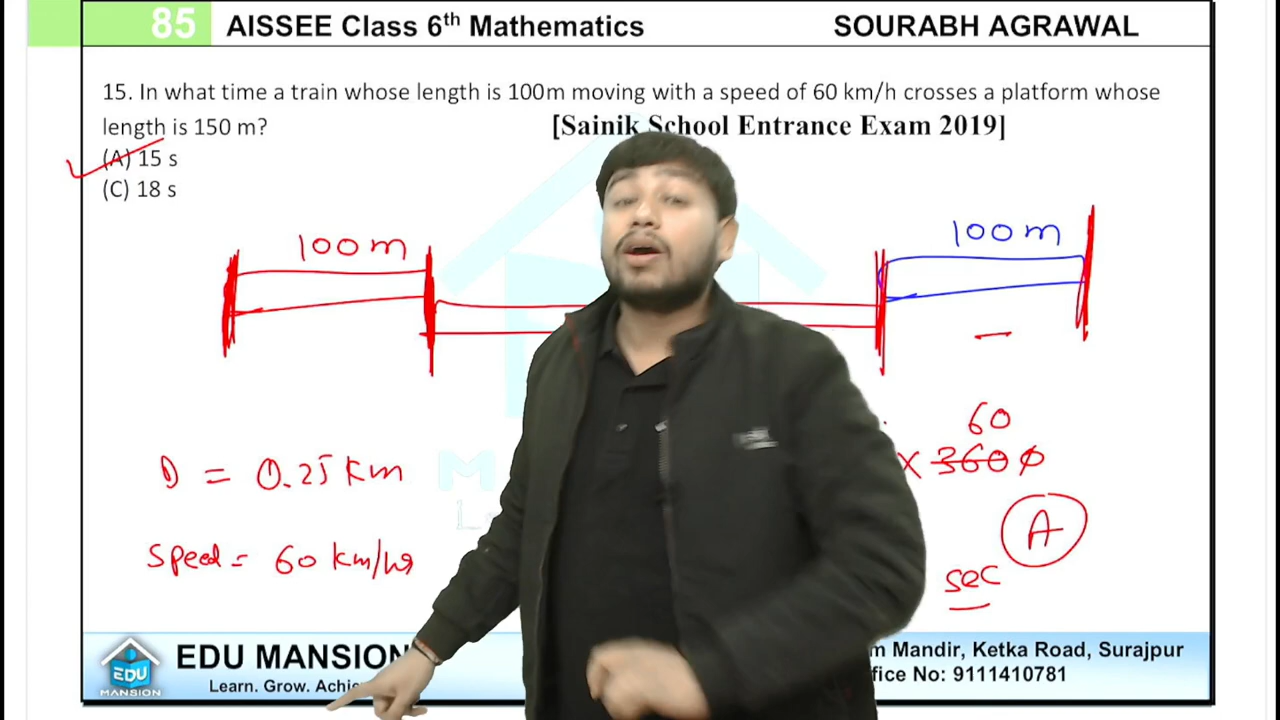 85 AISSEE Class 6th Mathematics SOURABH AGRAWAL
15. In what time a train whose length is 100m moving with a speed of 60 km/h crosses a platform whose
length is 150 m?
[Sainik School Entrance Exam 2019]
(A) 15 s
(C) 18 s
100 m
100 m
60
D = 0.25 km
x 3600
A
Speed = 60 km/hr
sec
EDU MANSION
Learn. Grow.
Mandir, Ketka Road, Surajpur
No: 9111410781
EDU
MANSION